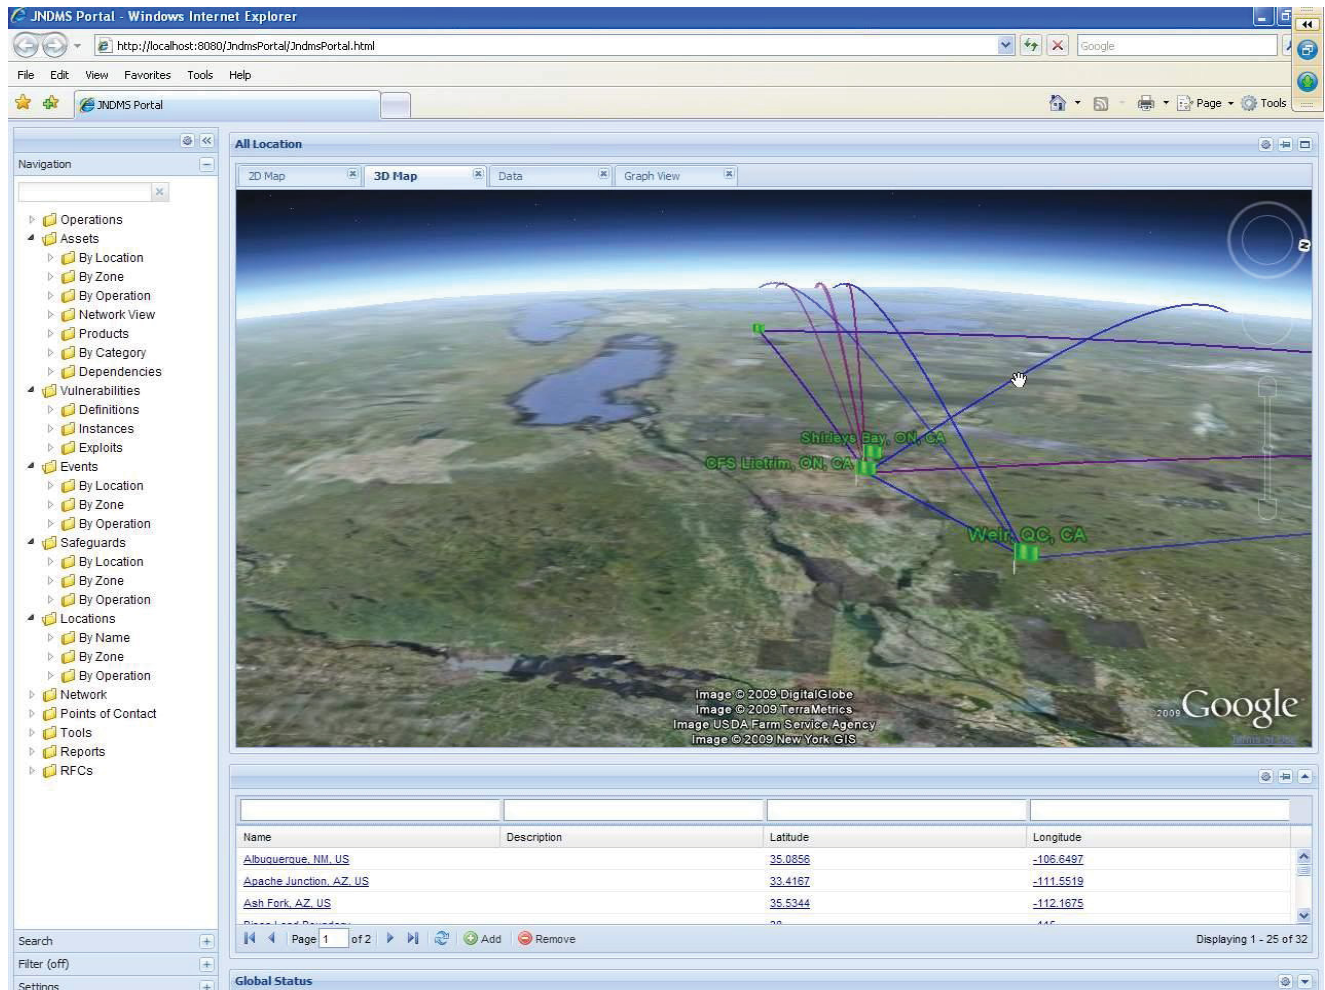 JNDMS Portal - Windows Internet Explorer
http://localhost:8080/JndmsPortal/JndmsPortal.html
Google
File Edit View Favorites Tools Help
JNDMS Portal
Page Tools
Navigation
Operations
Assets
By Location
By Zone
By Operation
Network View
Products
By Category
Dependencies
Vulnerabilities
Definitions
Instances
Exploits
Events
By Location
By Zone
By Operation
Safeguards
By Location
By Zone
By Operation
Locations
By Name
By Zone
By Operation
Network
Points of Contact
Tools
Reports
RFCs
Search
Filter (off)
Settings
All Location
2D Map 3D Map Data Graph View
N
Shirleys Bay, ON, CA
CFS Lietrim, ON, CA
Weir, QC, CA
Image © 2009 DigitalGlobe
Image © 2009 TerraMetrics
Image USDA Farm Service Agency
Image © 2009 New York GIS
2009 Google
Terms of Use
Name Description Latitude Longitude
Albuquerque, NM, US 35.0856 -106.6497
Apache Junction, AZ, US 33.4167 -111.5519
Ash Fork, AZ, US 35.5344 -112.1675
Page 1 of 2 Add Remove Displaying 1 - 25 of 32
Global Status